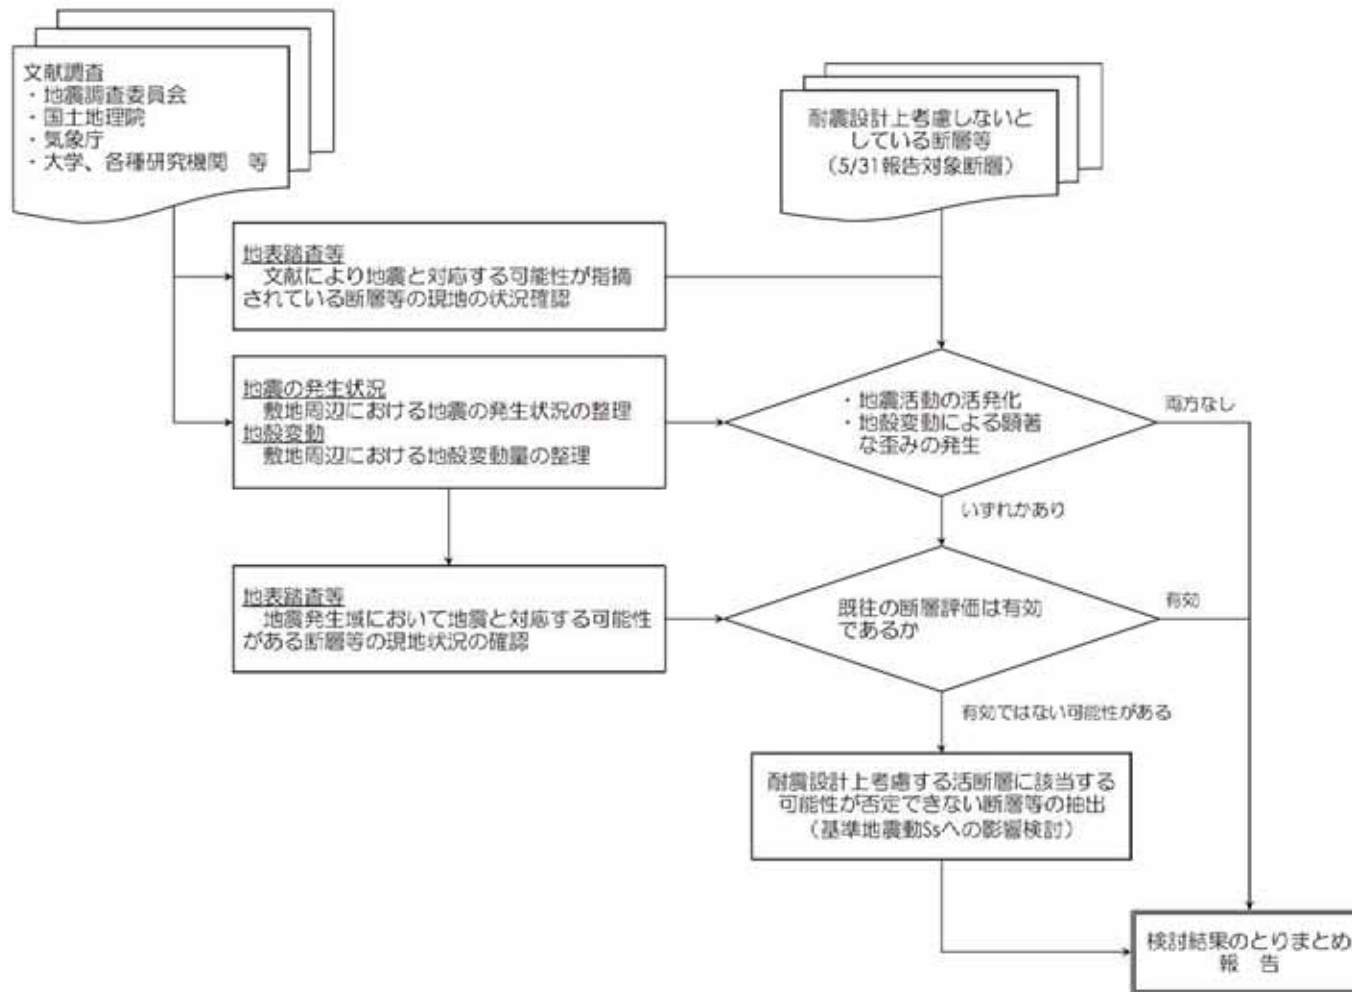 文献調査
・地震調査委員会
・国土地理院
・気象庁
・大学、各種研究機関　等
耐震設計上考慮しないと
している断層等
（5/31報告対象断層）
地表踏査等
文献により地震と対応する可能性が指摘
されている断層等の現地の状況確認
地震の発生状況
敷地周辺における地震の発生状況の整理
地殻変動
敷地周辺における地殻変動量の整理
・地震活動の活発化
・地殻変動による顕著
な歪みの発生
両方なし
いずれかあり
地表踏査等
地震発生域において地震と対応する可能性
がある断層等の現地状況の確認
既往の断層評価は有効
であるか
有効
有効ではない可能性がある
耐震設計上考慮する活断層に該当する
可能性が否定できない断層等の抽出
（基準地震動Ssへの影響検討）
検討結果のとりまとめ
報　告